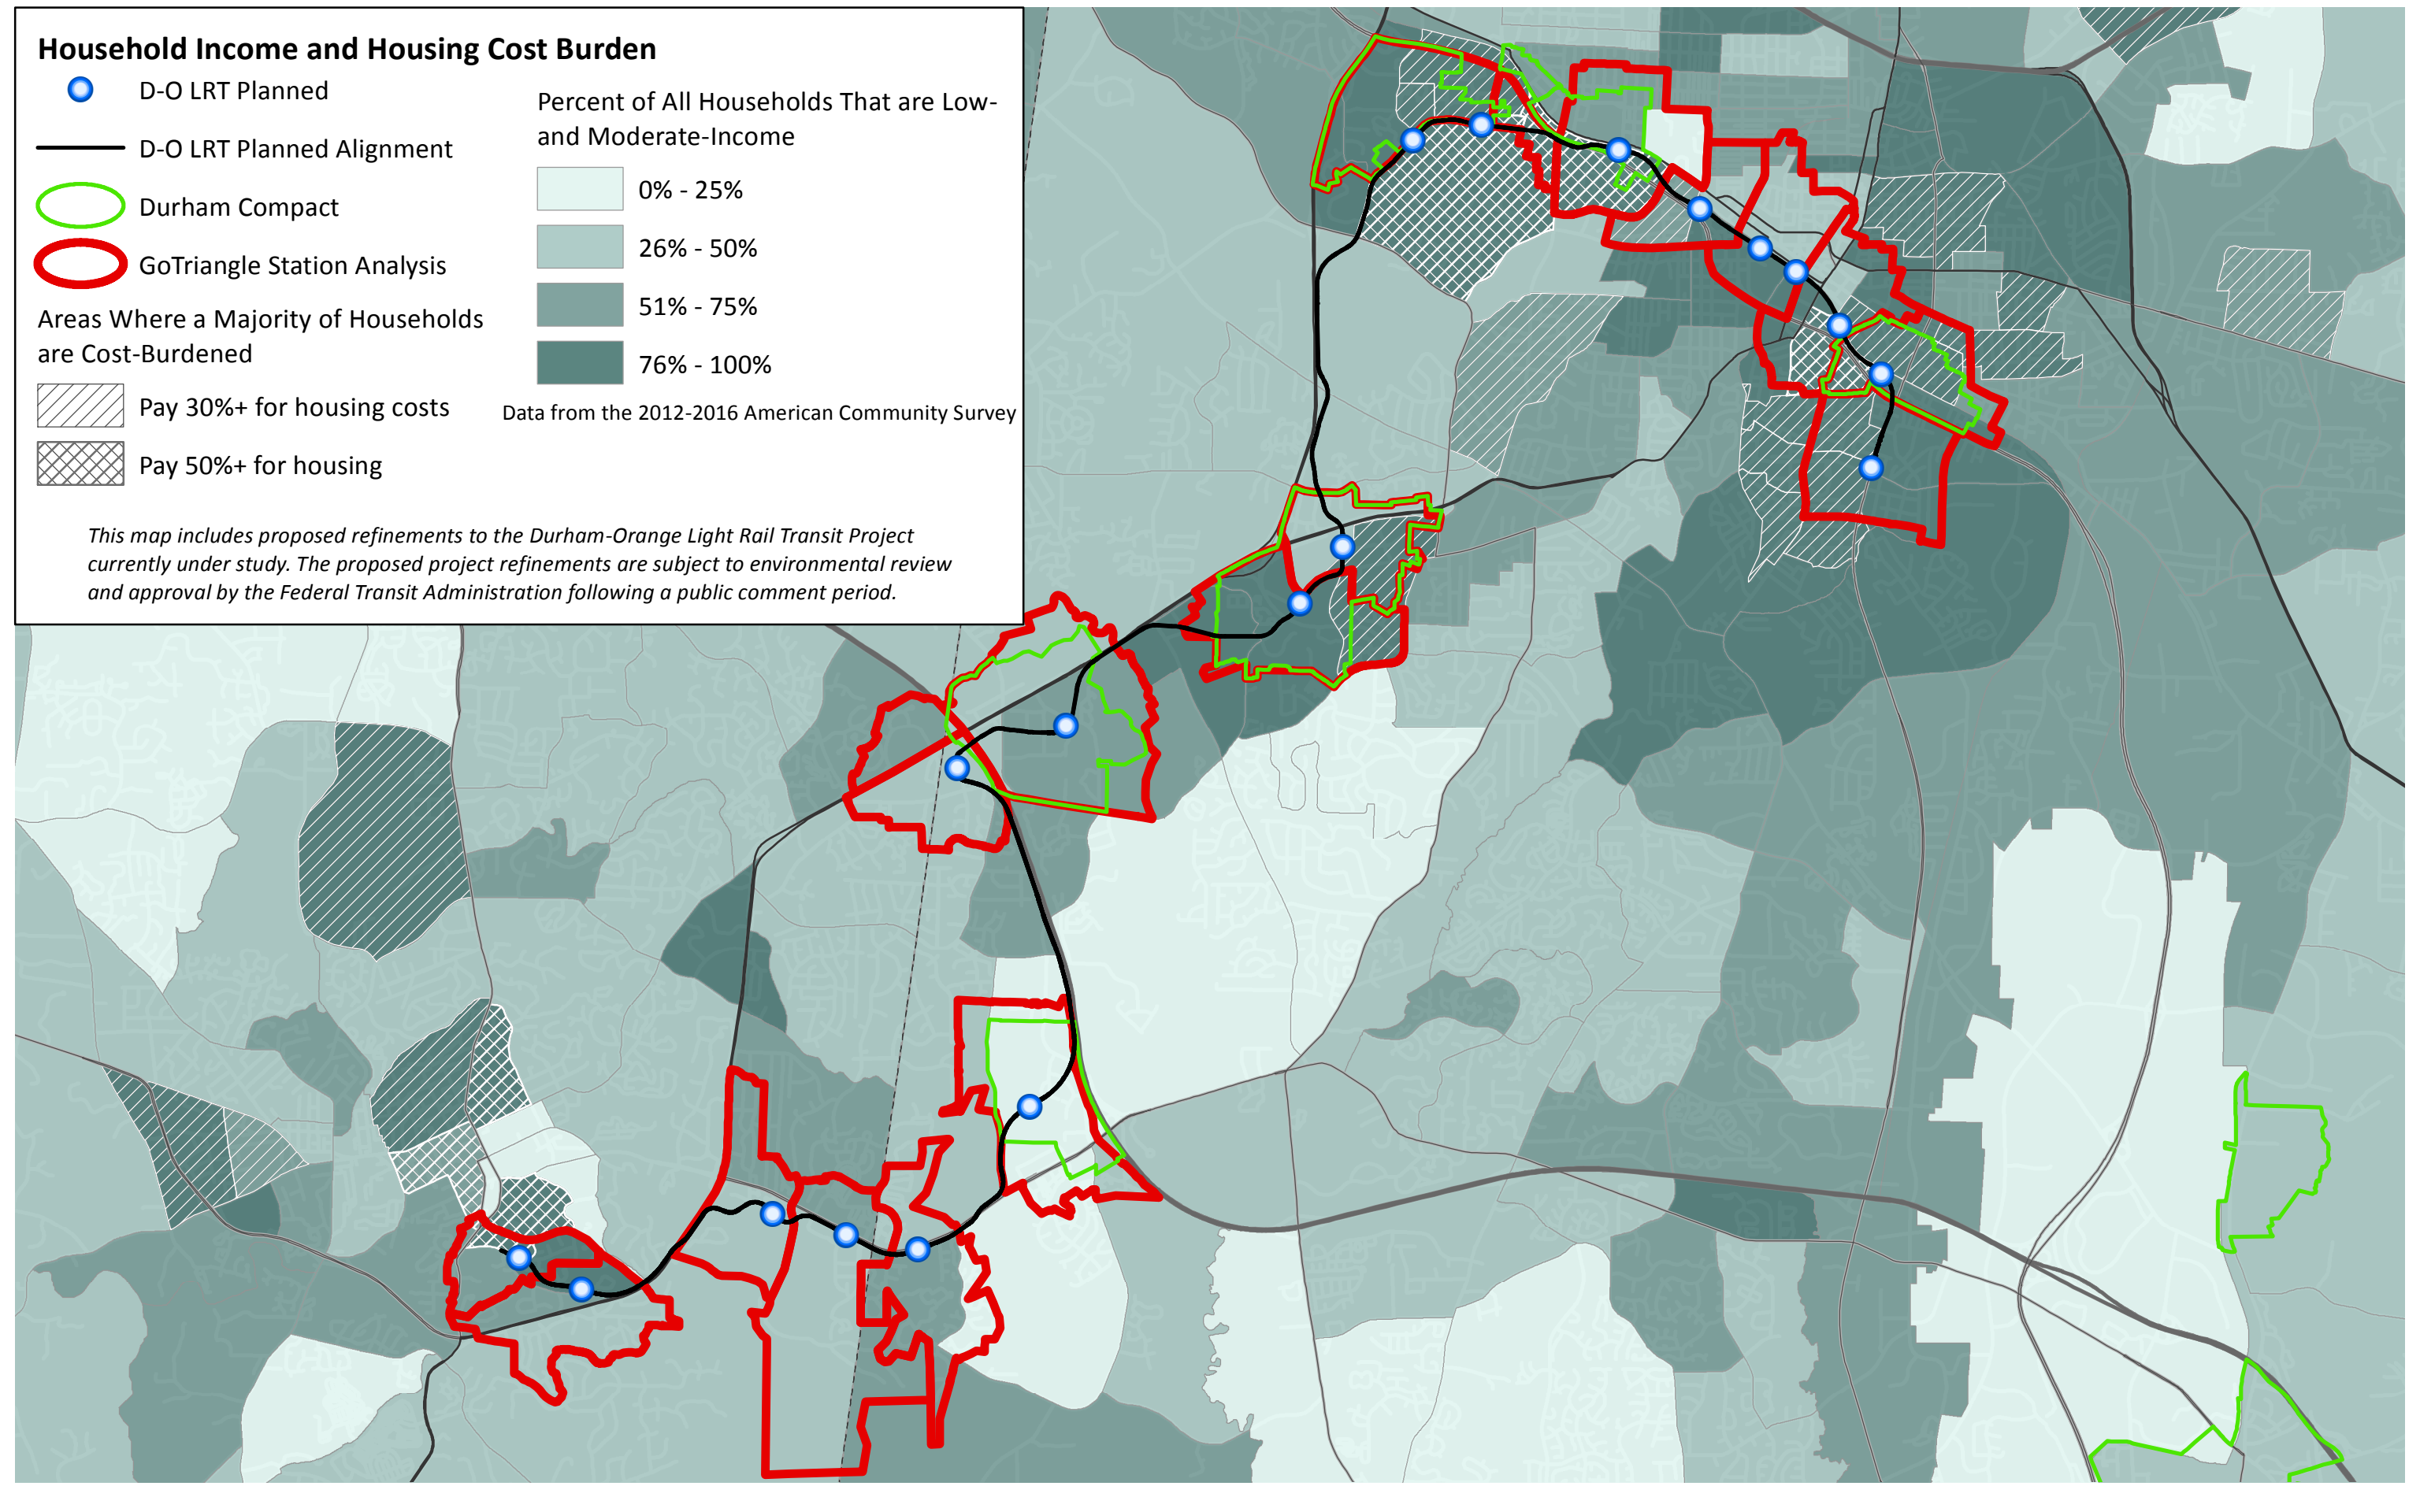 Household Income and Housing Cost Burden
D-O LRT Planned
D-O LRT Planned Alignment
Durham Compact
GoTriangle Station Analysis
Areas Where a Majority of Households
are Cost-Burdened
Pay 30%+ for housing costs
Pay 50%+ for housing
Percent of All Households That are Low-
and Moderate-Income
0% - 25%
26% - 50%
51% - 75%
76% - 100%
Data from the 2012-2016 American Community Survey
This map includes proposed refinements to the Durham-Orange Light Rail Transit Project
currently under study. The proposed project refinements are subject to environmental review
and approval by the Federal Transit Administration following a public comment period.